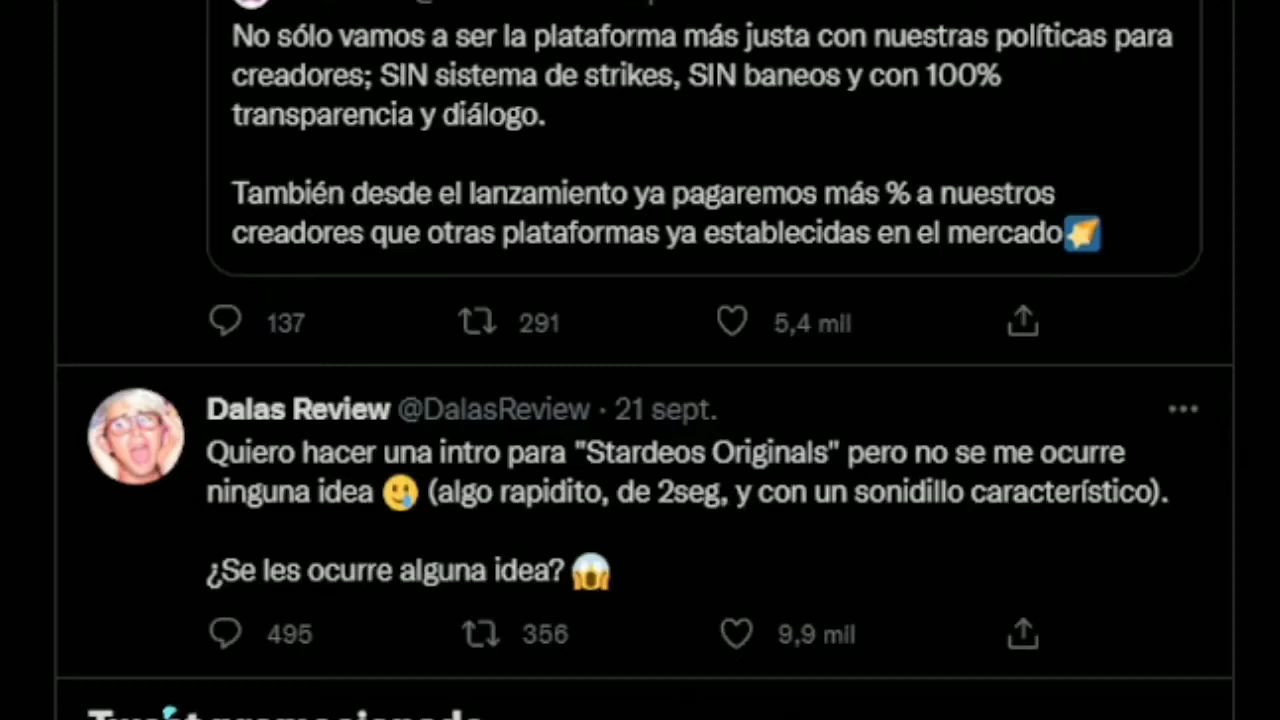 No sólo vamos a ser la plataforma más justa con nuestras políticas para
creadores; SIN sistema de strikes, SIN baneos y con 100%
transparencia y diálogo.
También desde el lanzamiento ya pagaremos más % a nuestros
creadores que otras plataformas ya establecidas en el mercado
137 291 5,4 mil
Dalas Review @DalasReview · 21 sept.
Quiero hacer una intro para "Stardeos Originals" pero no se me ocurre
ninguna idea 🥲 (algo rapidito, de 2seg, y con un sonidillo característico).
¿Se les ocurre alguna idea? 😱
495 356 9,9 mil
Tweet promocionado